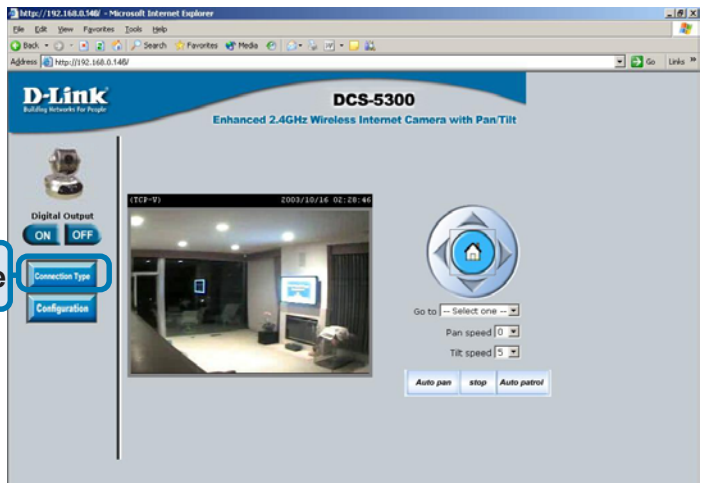 http://192.168.0.146/ - Microsoft Internet Explorer
File Edit View Favorites Tools Help
Back Search Favorites Media
Address http://192.168.0.146/ Go Links »
D-Link
Building Networks for People
DCS-5300
Enhanced 2.4GHz Wireless Internet Camera with Pan/Tilt
Digital Output
ON OFF
e
Connection Type
Configuration
(TCP-V) 2003/10/16 02:28:46
Go to -- Select one --
Pan speed 0
Tilt speed 5
Auto pan stop Auto patrol